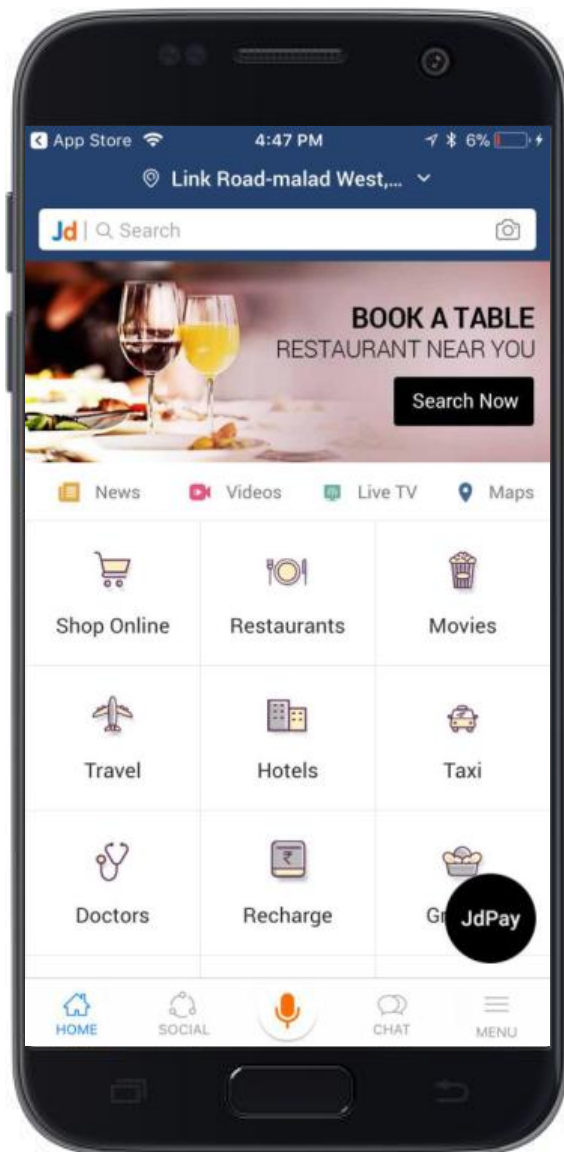 App Store 4:47 PM 6%
Link Road-malad West,...
Jd | Search
BOOK A TABLE
RESTAURANT NEAR YOU
Search Now
News Videos Live TV Maps
Shop Online Restaurants Movies
Travel Hotels Taxi
Doctors Recharge
JdPay
HOME SOCIAL CHAT MENU